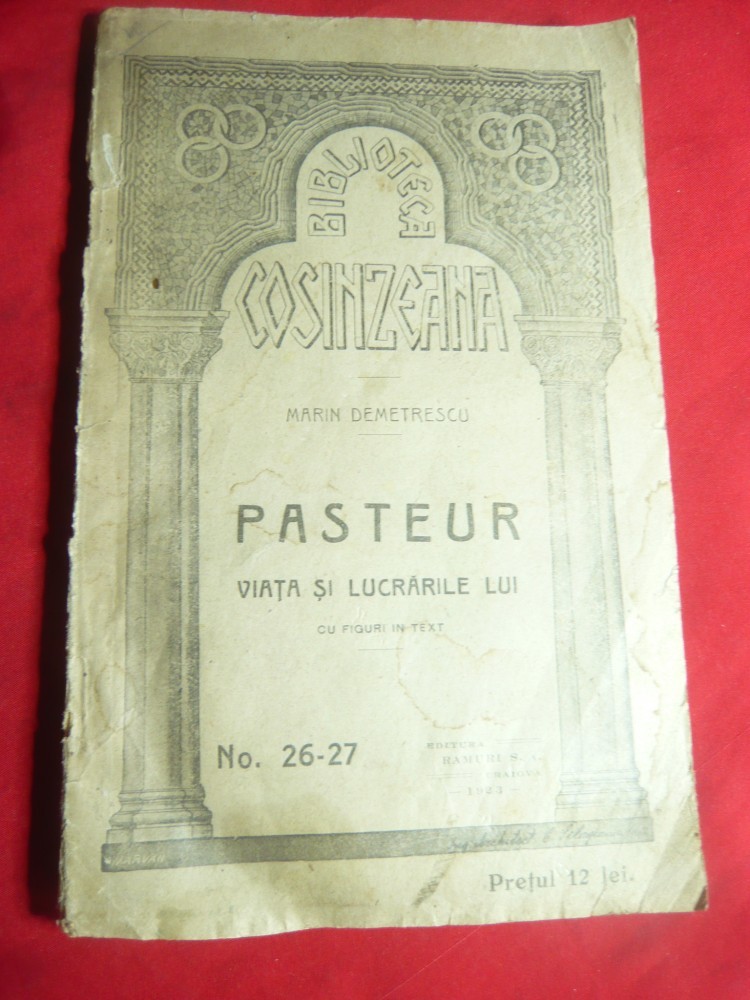 BIBLIOTECA
COSINZEANA
MARIN DEMETRESCU
PASTEUR
VIAȚA ȘI LUCRĂRILE LUI
CU FIGURI IN TEXT
No. 26-27
EDITURA
RAMURI S. A.
CRAIOVA
1923
Prețul 12 lei.